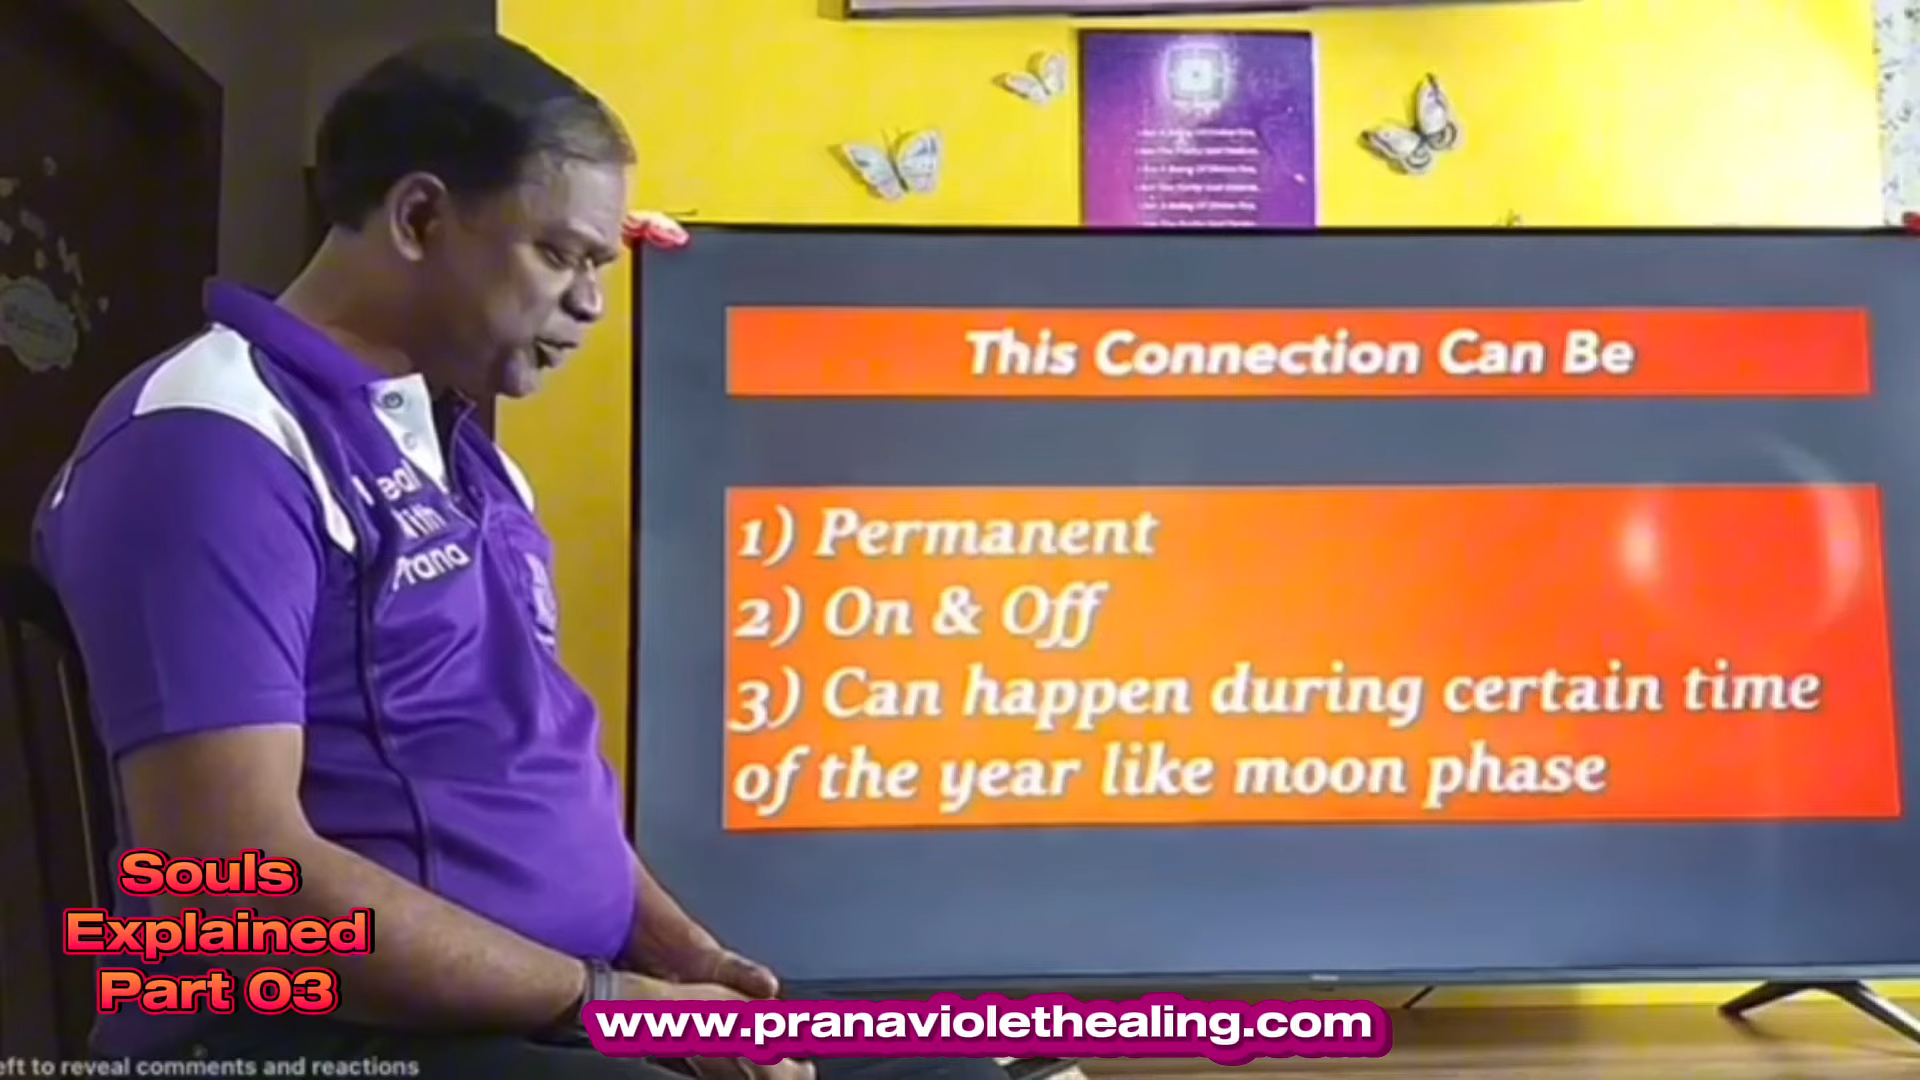 This Connection Can Be
1) Permanent
2) On & Off
3) Can happen during certain time
of the year like moon phase
Prana
Souls
Explained
Part 03
www.pranaviolethealing.com
to reveal comments and reactions